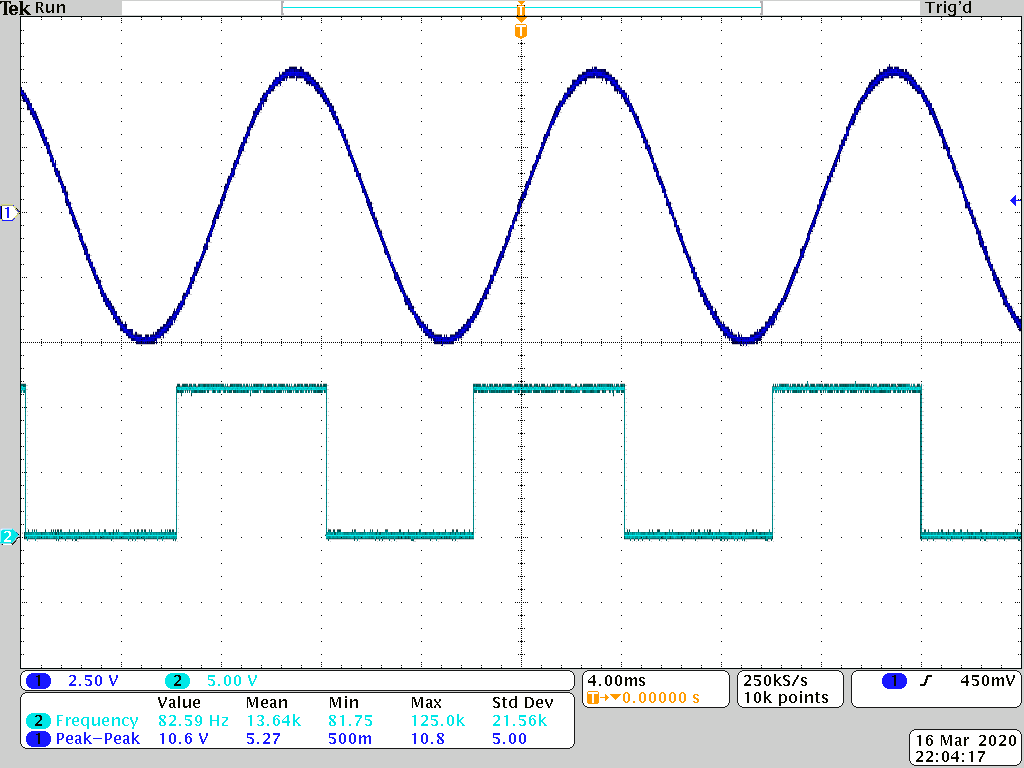 Tek Run Trig'd
T
T
1
2
1 2.50 V 2 5.00 V
4.00ms
T→▼0.00000 s
250kS/s
10k points
1 450mV
Value Mean Min Max Std Dev
2 Frequency 82.59 Hz 13.64k 81.75 125.0k 21.56k
1 Peak−Peak 10.6 V 5.27 500m 10.8 5.00
16 Mar 2020
22:04:17